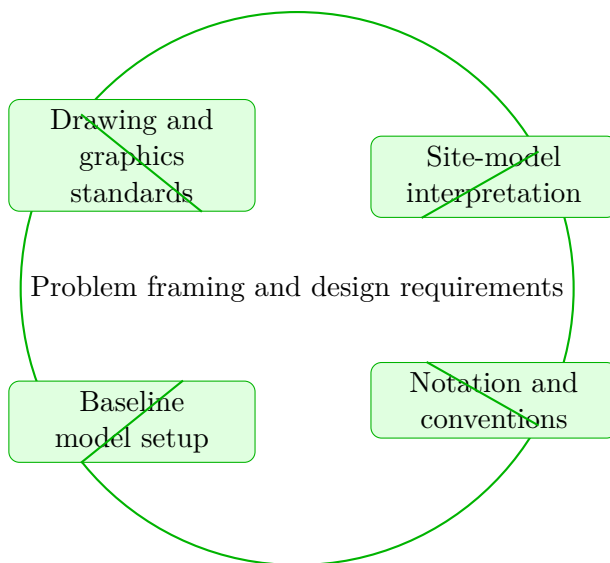 Drawing and
graphics
standards
Site-model
interpretation
Problem framing and design requirements
Baseline
model setup
Notation and
conventions